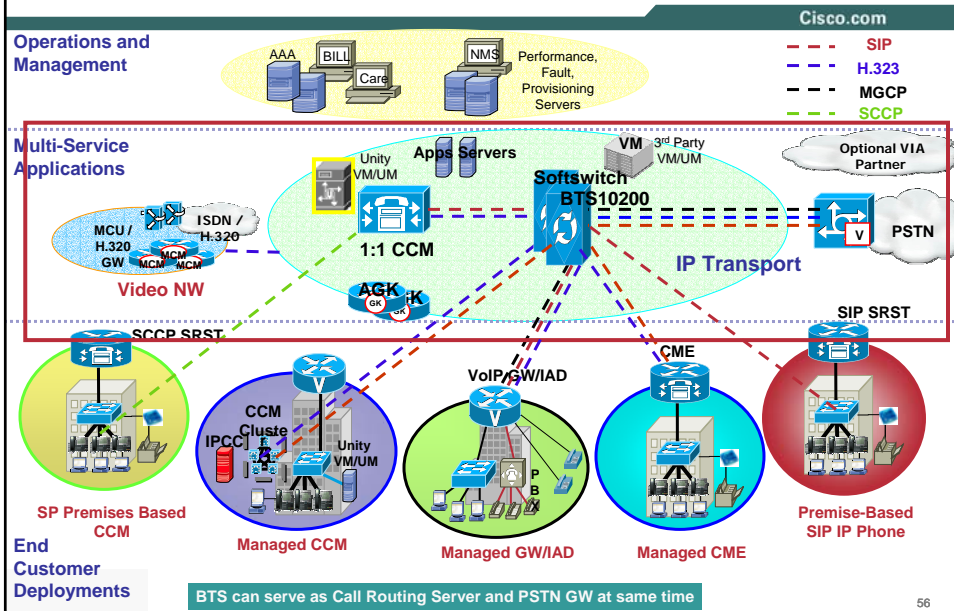 Cisco.com
Operations and
Management
AAA
BILL
Care
NMS
Performance,
Fault,
Provisioning
Servers
SIP
H.323
MGCP
SCCP
Multi-Service
Applications
Unity
VM/UM
Apps Servers
VM
3rd Party
VM/UM
Softswitch
BTS10200
Optional VIA
Partner
ISDN /
H.320
MCU /
H.320
GW
MCM
MCM
MCM
Video NW
1:1 CCM
V
PSTN
IP Transport
AGK
GK
GK
SCCP SRST
SIP SRST
CME
VoIP GW/IAD
V
V
CCM
Cluste
IPCC
Unity
VM/UM
P
B
X
SP Premises Based
CCM
Managed CCM
Managed GW/IAD
Managed CME
Premise-Based
SIP IP Phone
End
Customer
Deployments
BTS can serve as Call Routing Server and PSTN GW at same time
56